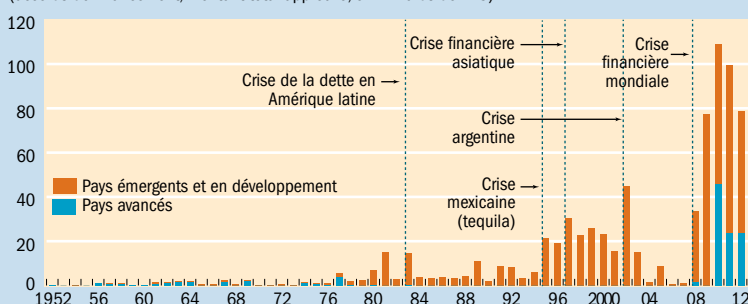 120
100
80
60
40
20
0
Crise de la dette en
Amérique latine
Crise financière
asiatique
Crise
argentine
Crise
mexicaine
(tequila)
Crise
financière
mondiale
Pays émergents et en développement
Pays avancés
1952 56 60 64 68 72 76 80 84 88 92 96 2000 04 08 12